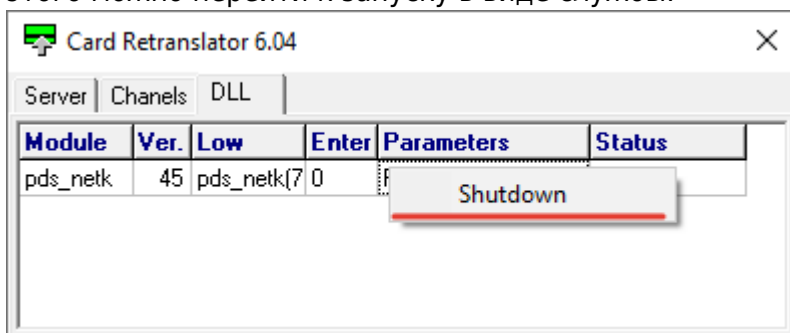 этого можно перейти к запуску в виде службы.
Card Retranslator 6.04
Server Chanels DLL
Module Ver. Low Enter Parameters Status
pds_netk 45 pds_netk(7 0
Shutdown